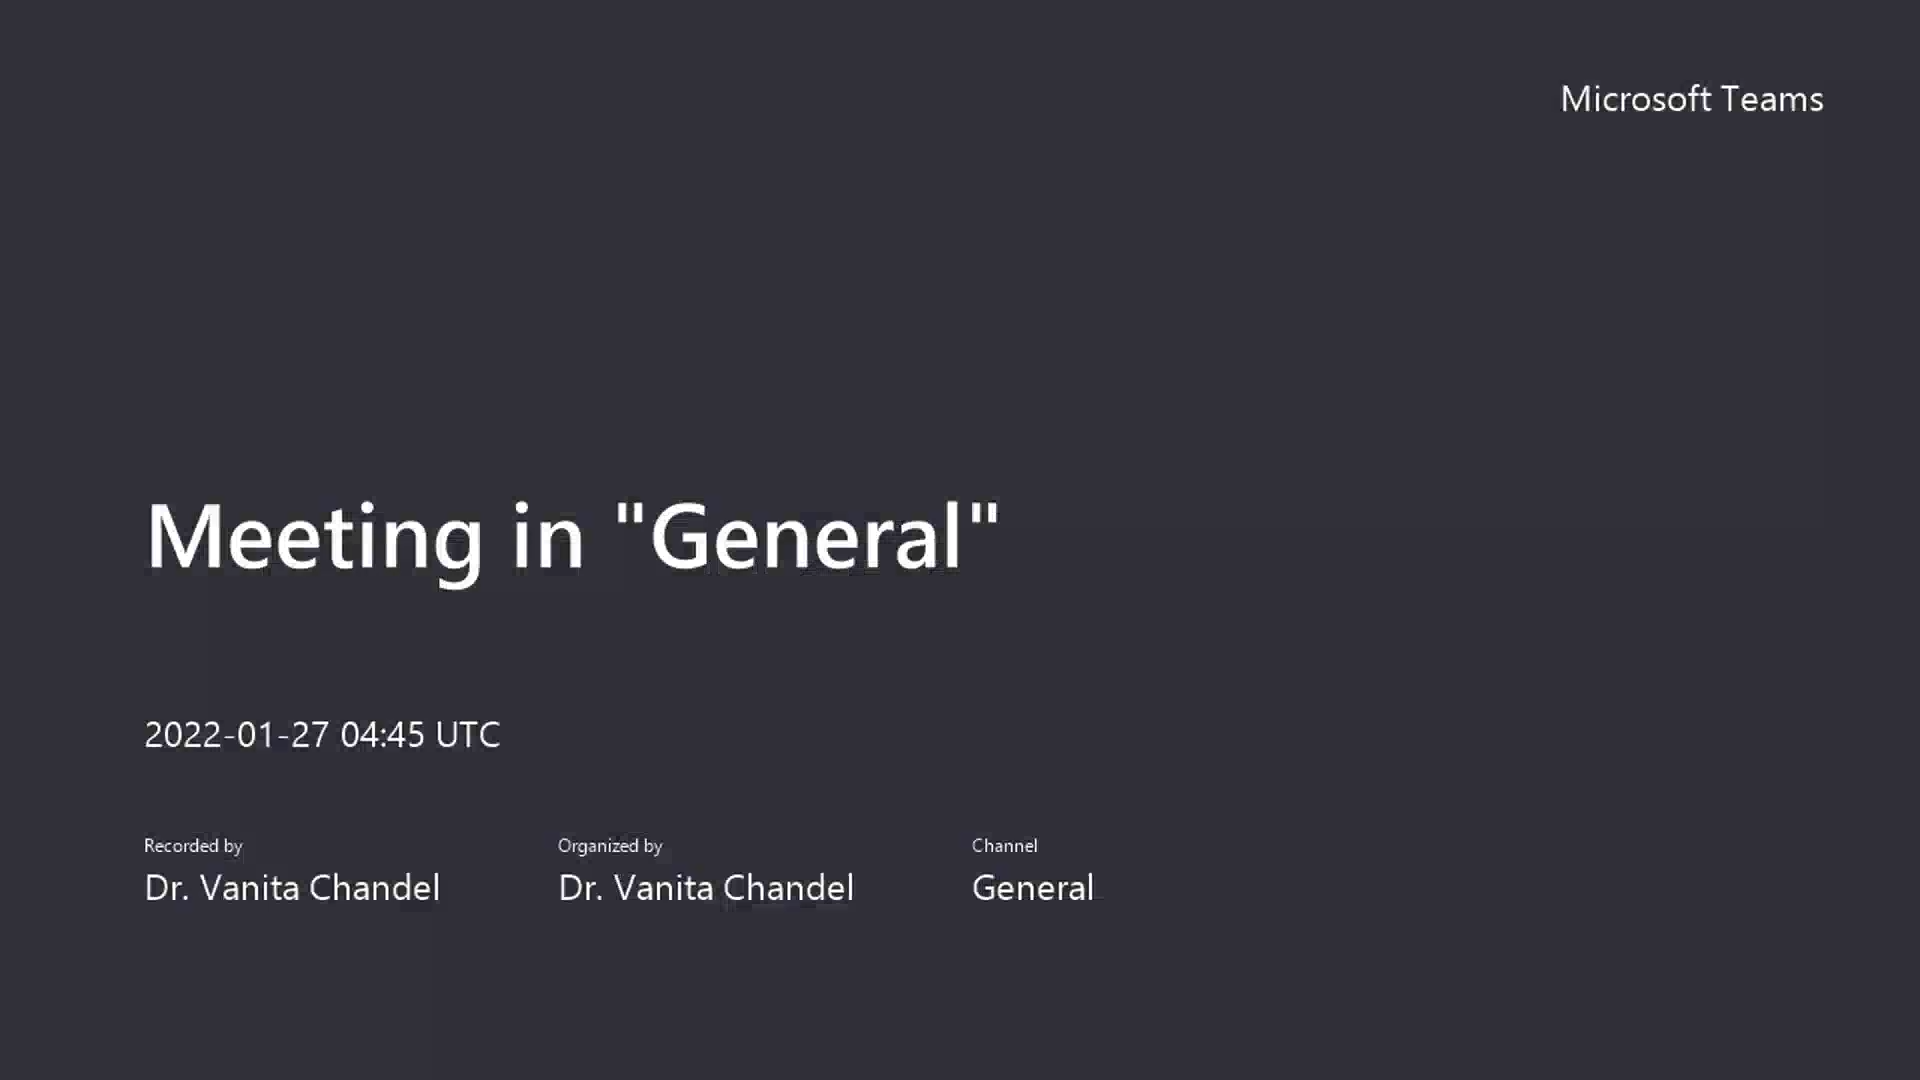 Microsoft Teams
Meeting in "General"
2022-01-27 04:45 UTC
Recorded by
Dr. Vanita Chandel
Organized by
Dr. Vanita Chandel
Channel
General